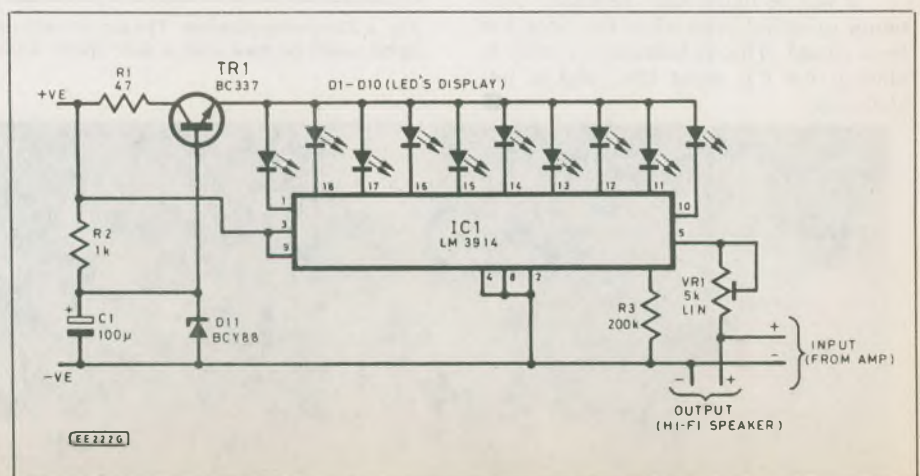 TR1
BC337
R1
47
+VE
D1-D10 (LED'S DISPLAY)
18
17
16
15
14
13
12
11
1
3
9
10
5
IC1
LM 3914
4 8 2
R2
1k
+
C1
100µ
D11
BCY88
R3
200k
VR1
5k
LIN
+
-
INPUT
(FROM AMP)
-VE
- +
OUTPUT
(HI-FI SPEAKER)
EE222G